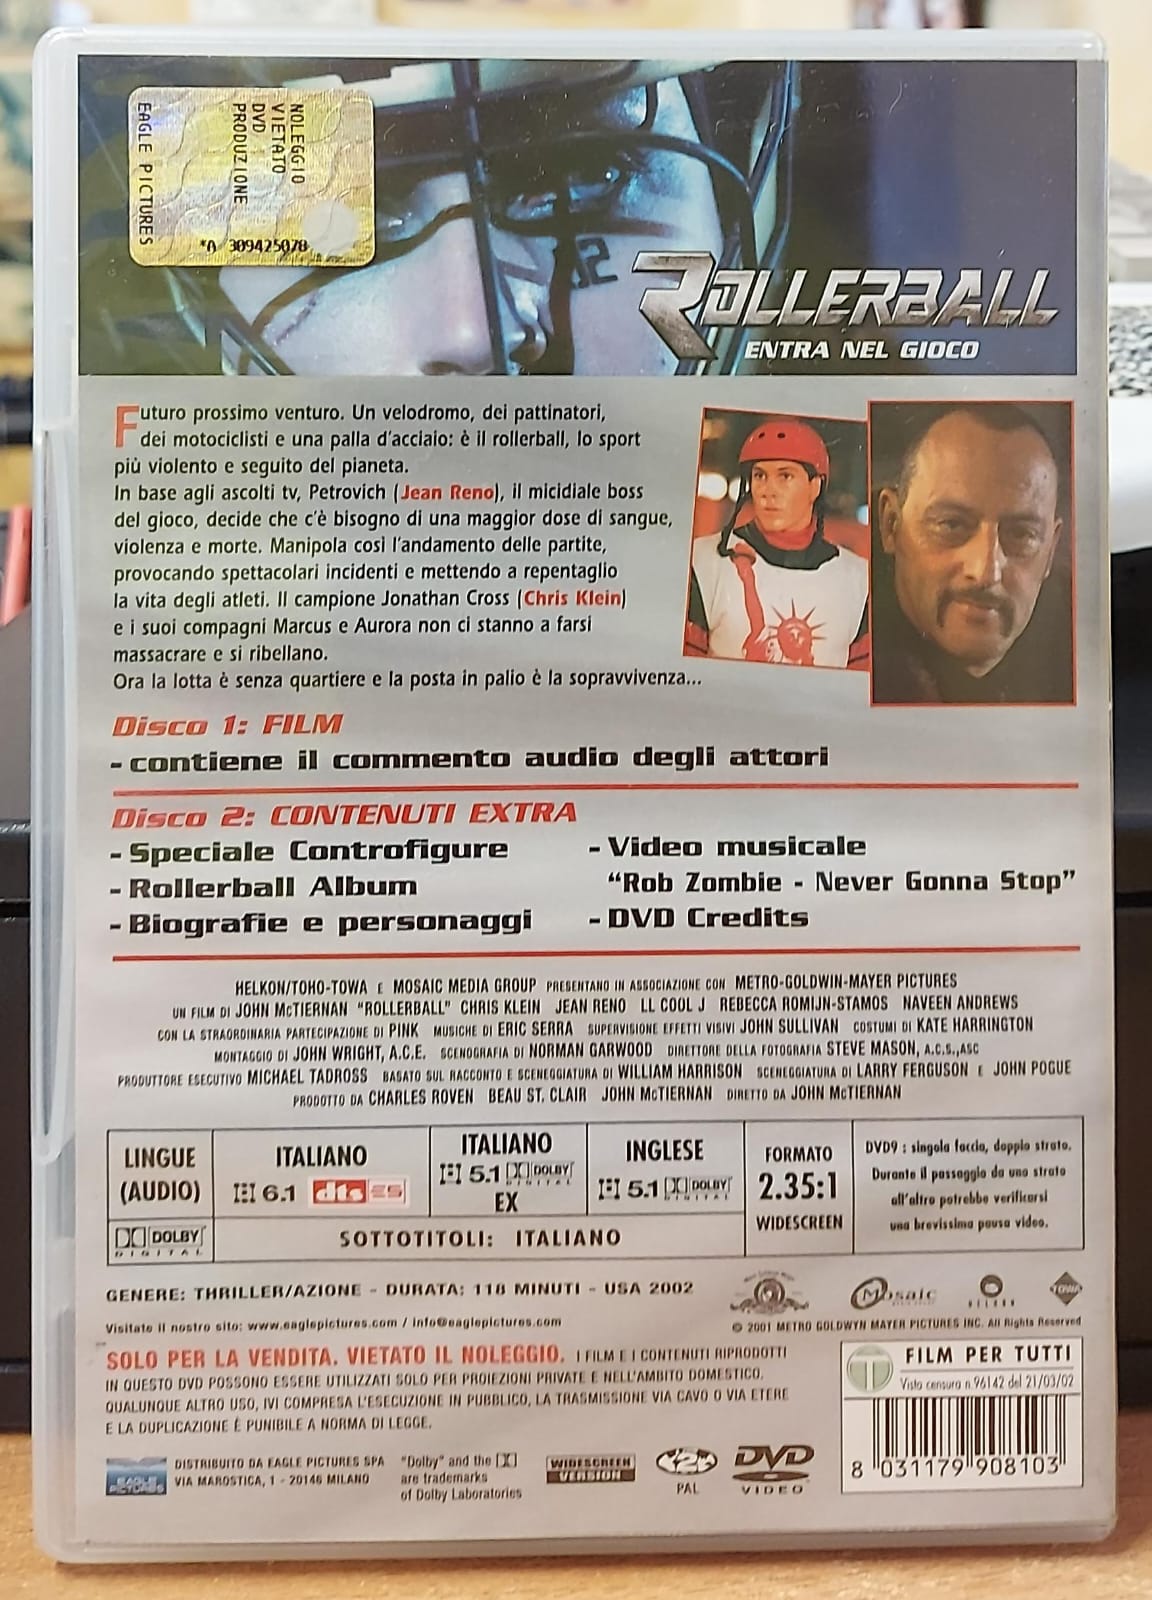 NOLEGGIO
VIETATO
DVD
PRODUZIONE
EAGLE PICTURES
*0 309425078
12
ROLLERBALL
ENTRA NEL GIOCO
Futuro prossimo venturo. Un velodromo, dei pattinatori,
dei motociclisti e una palla d'acciaio: è il rollerball, lo sport
più violento e seguito del pianeta.
In base agli ascolti tv, Petrovich (Jean Reno), il micidiale boss
del gioco, decide che c'è bisogno di una maggior dose di sangue,
violenza e morte. Manipola così l'andamento delle partite,
provocando spettacolari incidenti e mettendo a repentaglio
la vita degli atleti. Il campione Jonathan Cross (Chris Klein)
e i suoi compagni Marcus e Aurora non ci stanno a farsi
massacrare e si ribellano.
Ora la lotta è senza quartiere e la posta in palio è la sopravvivenza...
Disco 1: FILM
- contiene il commento audio degli attori
Disco 2: CONTENUTI EXTRA
- Speciale Controfigure
- Rollerball Album
- Biografie e personaggi
- Video musicale
"Rob Zombie - Never Gonna Stop"
- DVD Credits
HELKON/TOHO-TOWA E MOSAIC MEDIA GROUP PRESENTANO IN ASSOCIAZIONE CON METRO-GOLDWIN-MAYER PICTURES
UN FILM DI JOHN McTIERNAN "ROLLERBALL" CHRIS KLEIN JEAN RENO LL COOL J REBECCA ROMIJN-STAMOS NAVEEN ANDREWS
CON LA STRAORDINARIA PARTECIPAZIONE DI PINK MUSICHE DI ERIC SERRA SUPERVISIONE EFFETTI VISIVI JOHN SULLIVAN COSTUMI DI KATE HARRINGTON
MONTAGGIO DI JOHN WRIGHT, A.C.E. SCENOGRAFIA DI NORMAN GARWOOD DIRETTORE DELLA FOTOGRAFIA STEVE MASON, A.C.S.,ASC
PRODUTTORE ESECUTIVO MICHAEL TADROSS BASATO SUL RACCONTO E SCENEGGIATURA DI WILLIAM HARRISON SCENEGGIATURA DI LARRY FERGUSON E JOHN POGUE
PRODOTTO DA CHARLES ROVEN BEAU ST. CLAIR JOHN McTIERNAN DIRETTO DA JOHN McTIERNAN
LINGUE
(AUDIO)
DOLBY
DIGITAL
ITALIANO
6.1 dts ES
ITALIANO
5.1 DOLBY
DIGITAL
EX
INGLESE
5.1 DOLBY
DIGITAL
SOTTOTITOLI: ITALIANO
FORMATO
2.35:1
WIDESCREEN
DVD9 : singola faccia, doppio strato.
Durante il passaggio da uno strato
all'altro potrebbe verificarsi
una brevissima pausa video.
GENERE: THRILLER/AZIONE - DURATA: 118 MINUTI - USA 2002
Mosaic
HELKON
TOWA
Visitate il nostro sito: www.eaglepictures.com / info@eaglepictures.com
© 2001 METRO GOLDWYN MAYER PICTURES INC. All Rights Reserved
SOLO PER LA VENDITA. VIETATO IL NOLEGGIO. I FILM E I CONTENUTI RIPRODOTTI
IN QUESTO DVD POSSONO ESSERE UTILIZZATI SOLO PER PROIEZIONI PRIVATE E NELL'AMBITO DOMESTICO.
QUALUNQUE ALTRO USO, IVI COMPRESA L'ESECUZIONE IN PUBBLICO, LA TRASMISSIONE VIA CAVO O VIA ETERE
E LA DUPLICAZIONE È PUNIBILE A NORMA DI LEGGE.
T FILM PER TUTTI
Visto censura n.96142 del 21/03/02
8 031179 908103
EAGLE
PICTURES
DISTRIBUITO DA EAGLE PICTURES SPA
VIA MAROSTICA, 1 - 20146 MILANO
"Dolby" and the
are trademarks
of Dolby Laboratories
WIDESCREEN
VERSION
2
PAL
DVD
VIDEO